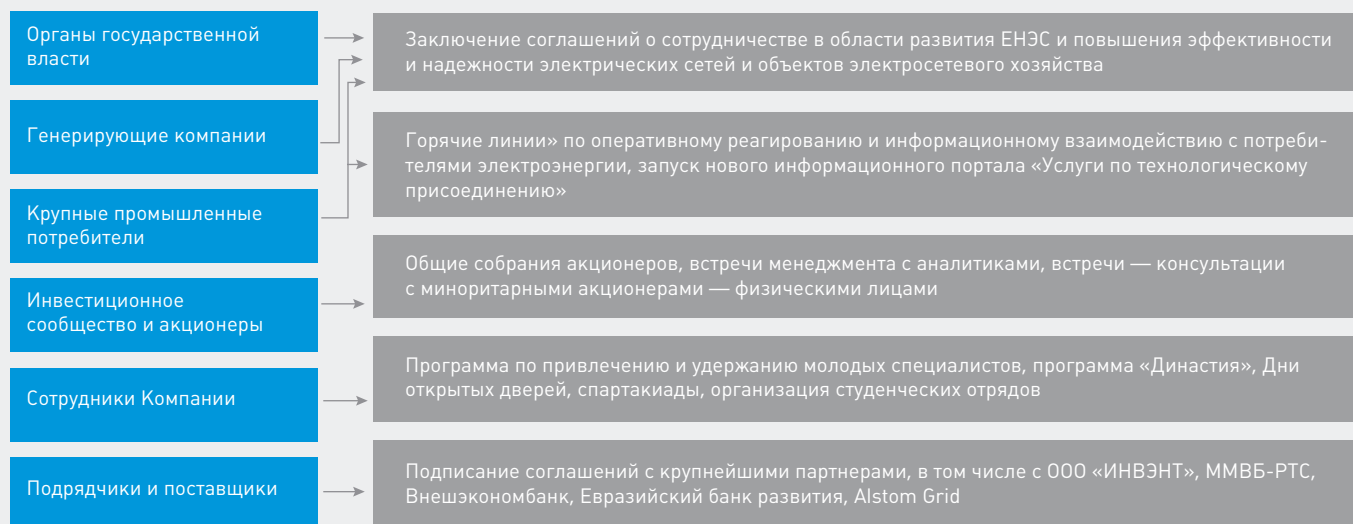 Органы государственной
власти
Заключение соглашений о сотрудничестве в области развития ЕНЭС и повышения эффективности
и надежности электрических сетей и объектов электросетевого хозяйства
Генерирующие компании
Горячие линии» по оперативному реагированию и информационному взаимодействию с потреби-
телями электроэнергии, запуск нового информационного портала «Услуги по технологическому
присоединению»
Крупные промышленные
потребители
Инвестиционное
сообщество и акционеры
Общие собрания акционеров, встречи менеджмента с аналитиками, встречи — консультации
с миноритарными акционерами — физическими лицами
Сотрудники Компании
Программа по привлечению и удержанию молодых специалистов, программа «Династия», Дни
открытых дверей, спартакиады, организация студенческих отрядов
Подрядчики и поставщики
Подписание соглашений с крупнейшими партнерами, в том числе с ООО «ИНВЭНТ», ММВБ-РТС,
Внешэкономбанк, Евразийский банк развития, Alstom Grid